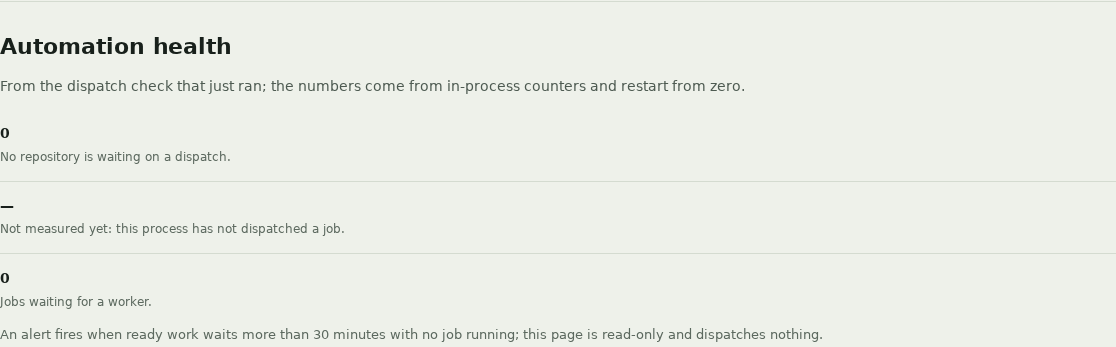 Automation health
From the dispatch check that just ran; the numbers come from in-process counters and restart from zero.
0
No repository is waiting on a dispatch.
—
Not measured yet: this process has not dispatched a job.
0
Jobs waiting for a worker.
An alert fires when ready work waits more than 30 minutes with no job running; this page is read-only and dispatches nothing.